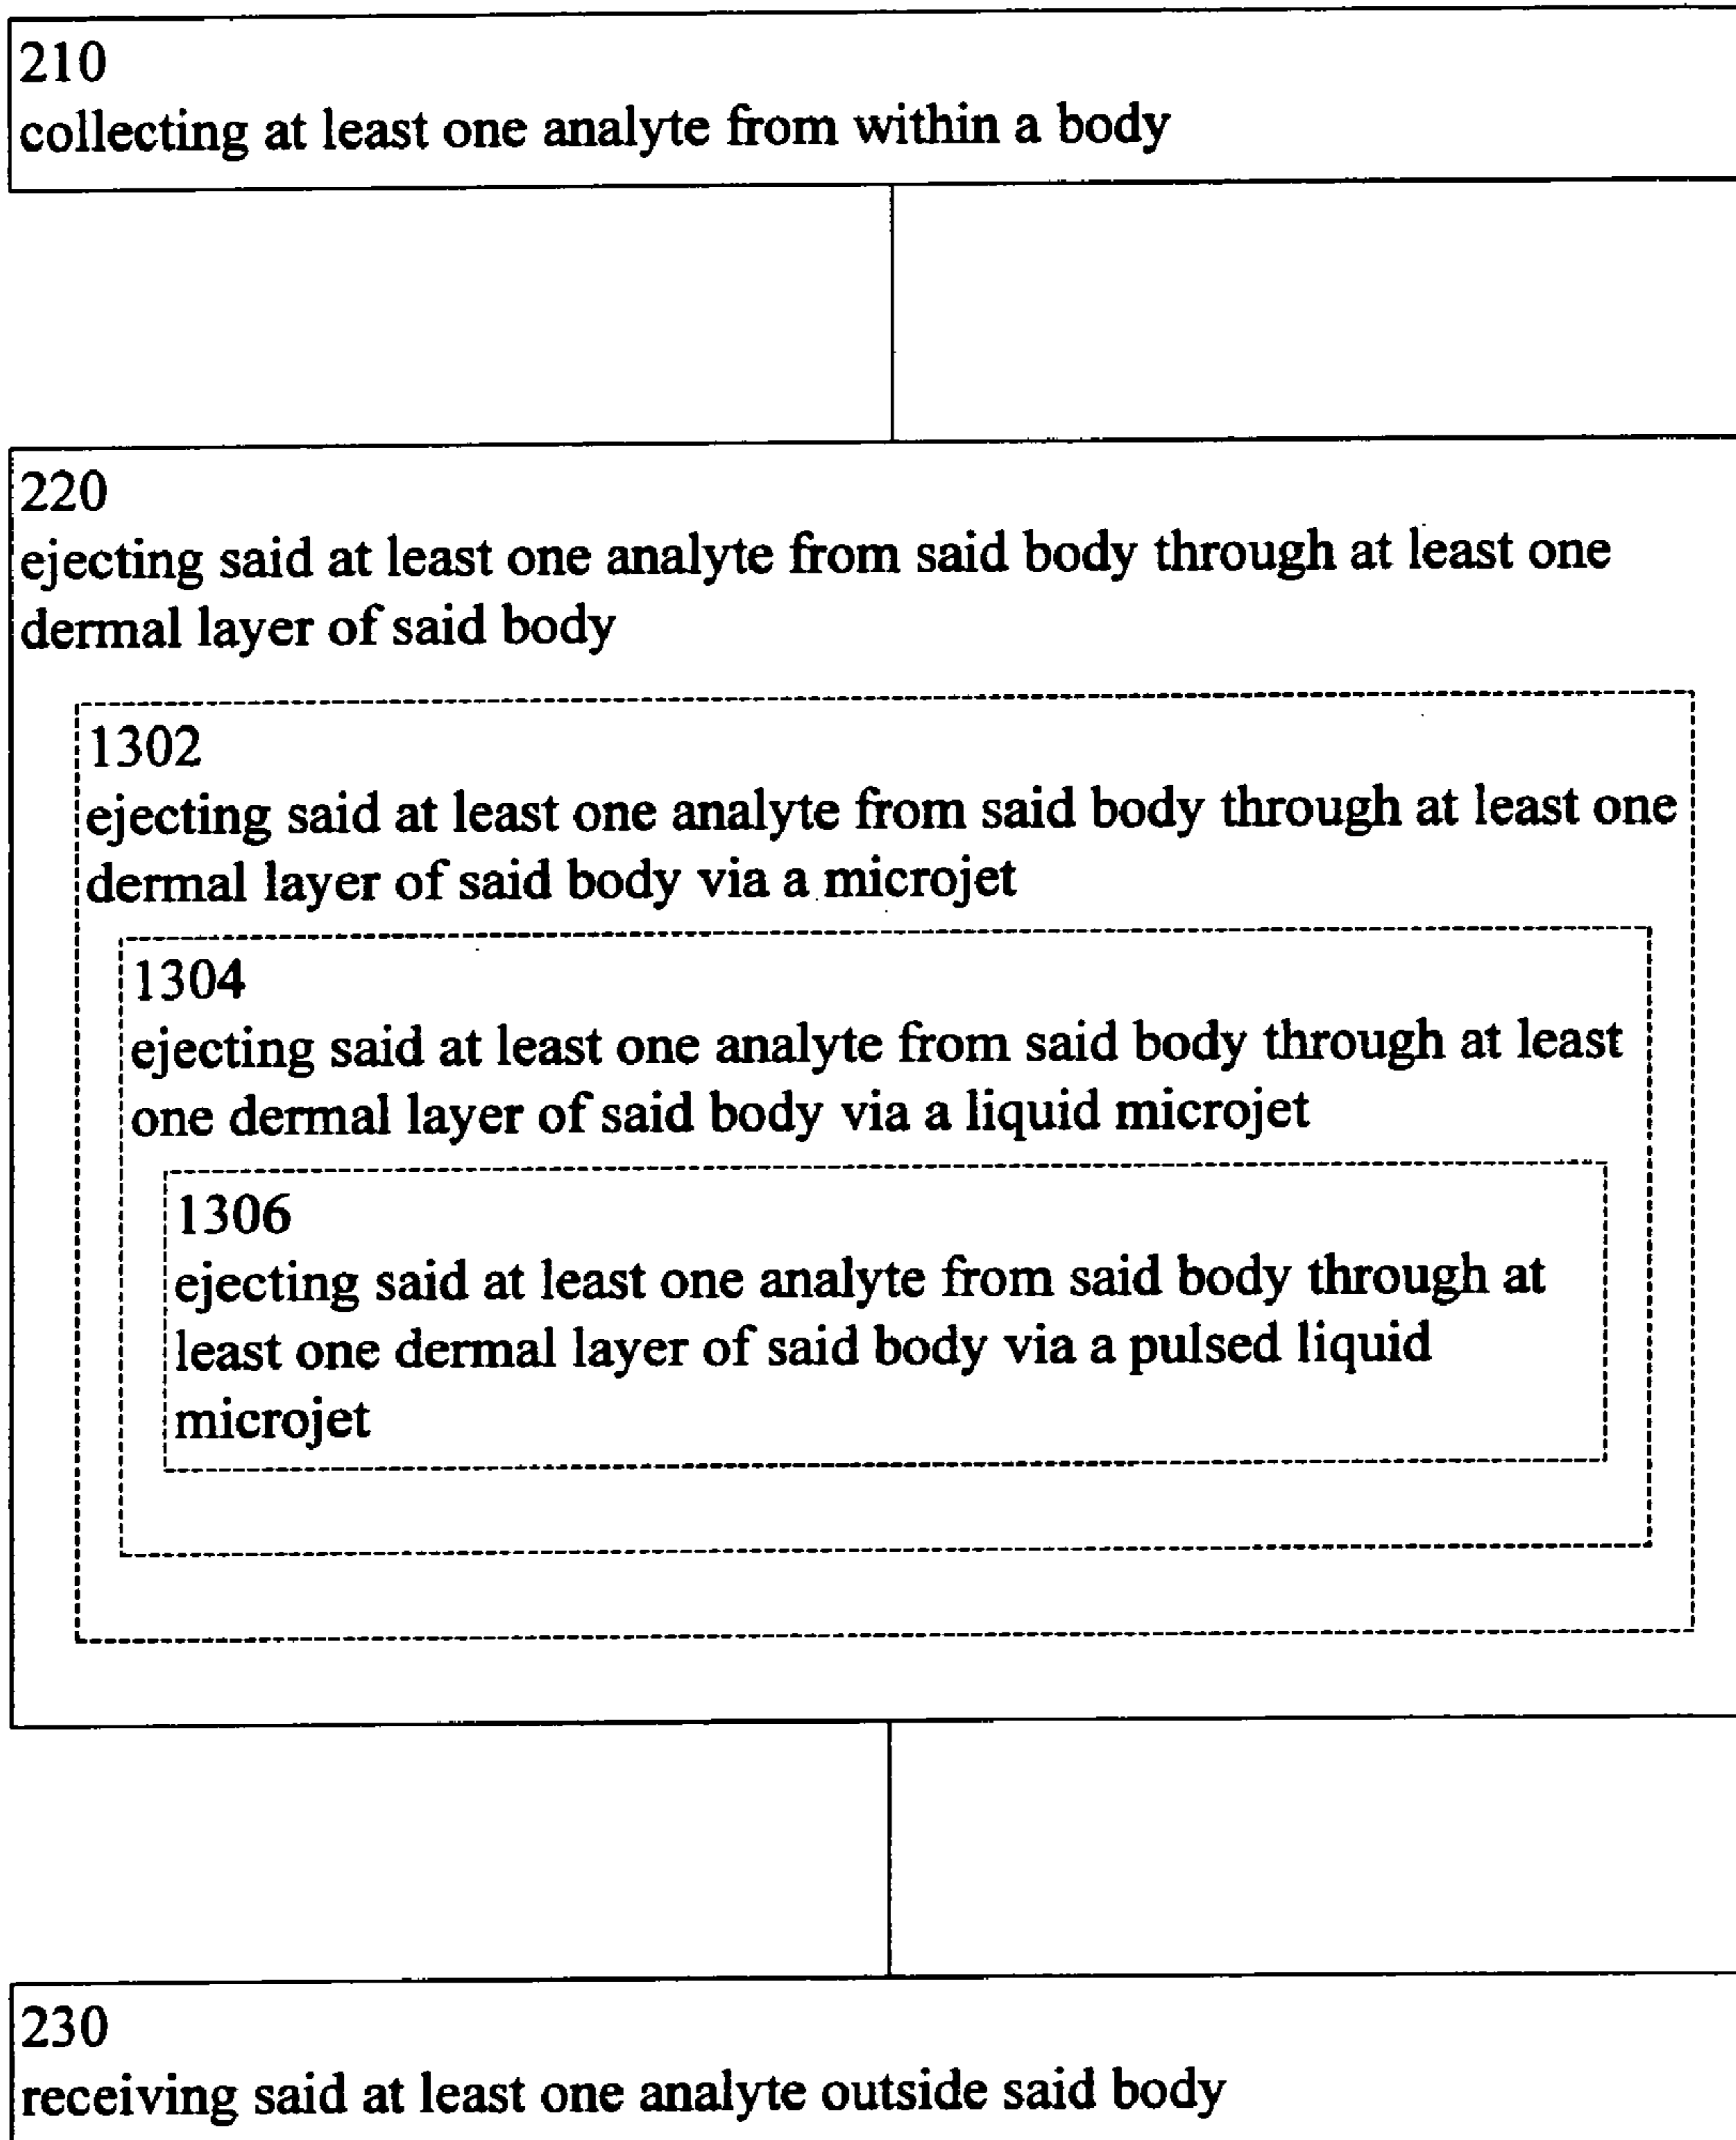 210
collecting at least one analyte from within a body
220
ejecting said at least one analyte from said body through at least one
dermal layer of said body
1302
ejecting said at least one analyte from said body through at least one
dermal layer of said body via a microjet
1304
ejecting said at least one analyte from said body through at least
one dermal layer of said body via a liquid microjet
1306
ejecting said at least one analyte from said body through at
least one dermal layer of said body via a pulsed liquid
microjet
230
receiving said at least one analyte outside said body